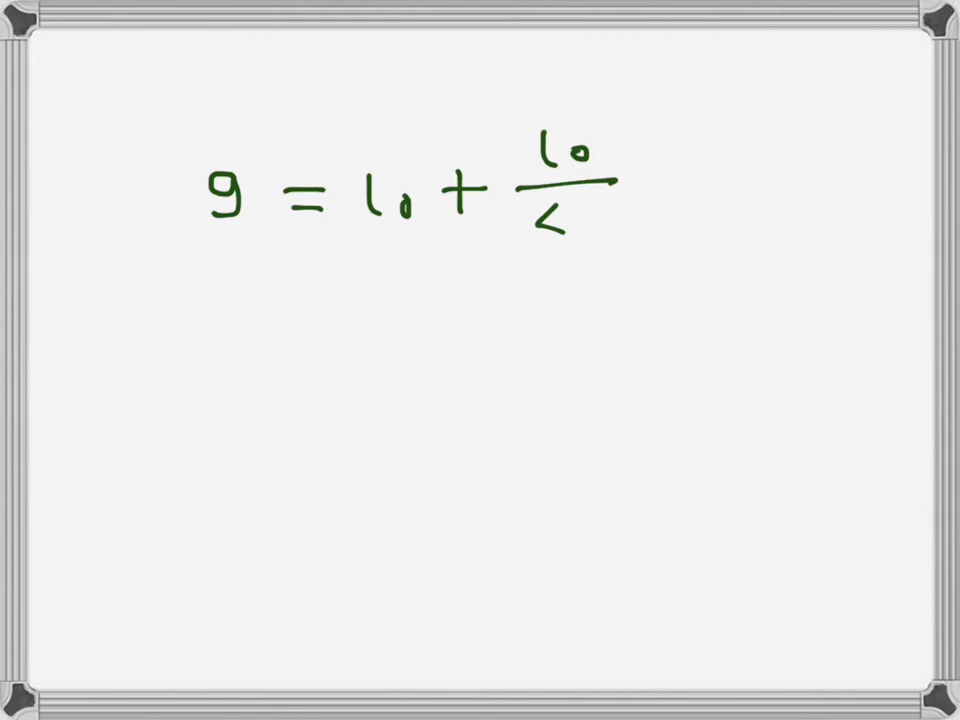 9 = 10 + 10/<